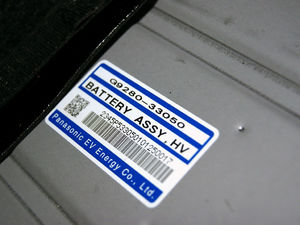 G9280-33050
BATTERY ASSY,HV
Panasonic EV Energy Co., Ltd.